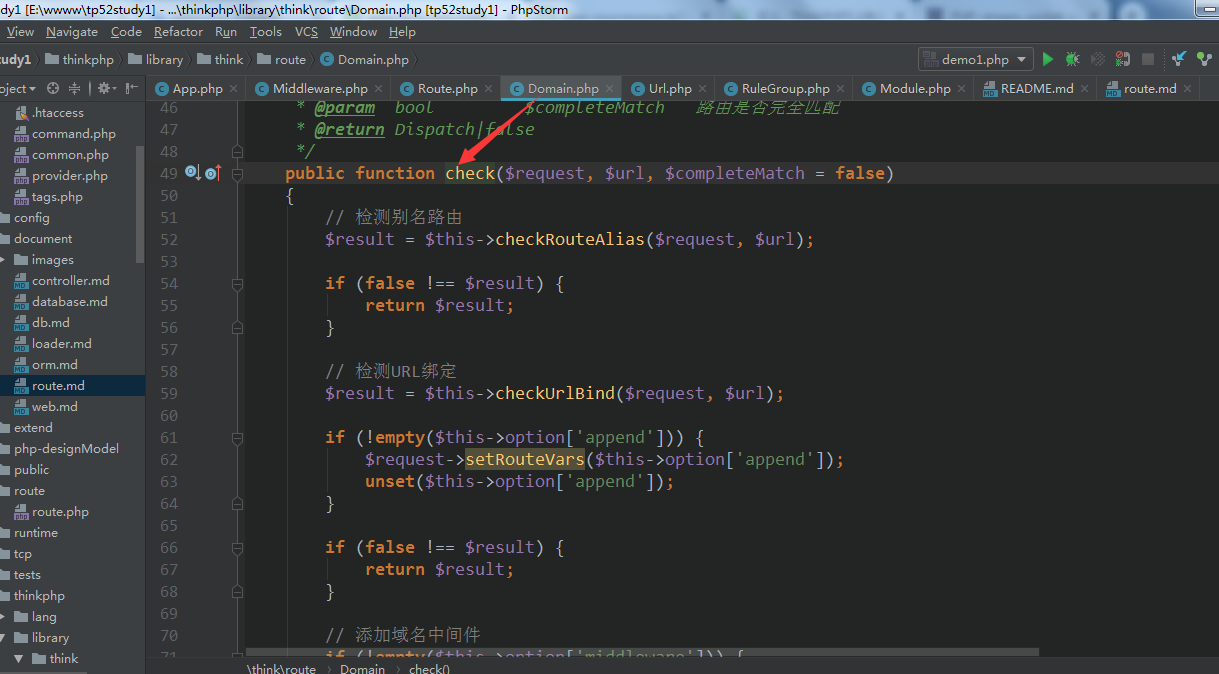 dy1 [E:\wwww\tp52study1] - ...\thinkphp\library\think\route\Domain.php [tp52study1] - PhpStorm
View Navigate Code Refactor Run Tools VCS Window Help
tudy1 thinkphp library think route Domain.php demo1.php
oject App.php Middleware.php Route.php Domain.php Url.php RuleGroup.php Module.php README.md route.md
.htaccess
command.php
common.php
provider.php
tags.php
config
document
images
controller.md
database.md
db.md
loader.md
orm.md
route.md
web.md
extend
php-designModel
public
route
route.php
runtime
tcp
tests
thinkphp
lang
library
think
46 * @param bool $completeMatch 路由是否完全匹配
47 * @return Dispatch|false
48 */
49 public function check($request, $url, $completeMatch = false)
50 {
51 // 检测别名路由
52 $result = $this->checkRouteAlias($request, $url);
53
54 if (false !== $result) {
55 return $result;
56 }
57
58 // 检测URL绑定
59 $result = $this->checkUrlBind($request, $url);
60
61 if (!empty($this->option['append'])) {
62 $request->setRouteVars($this->option['append']);
63 unset($this->option['append']);
64 }
65
66 if (false !== $result) {
67 return $result;
68 }
69
70 // 添加域名中间件
71 if (!empty($this->option['middleware'])) {
\think\route › Domain › check()